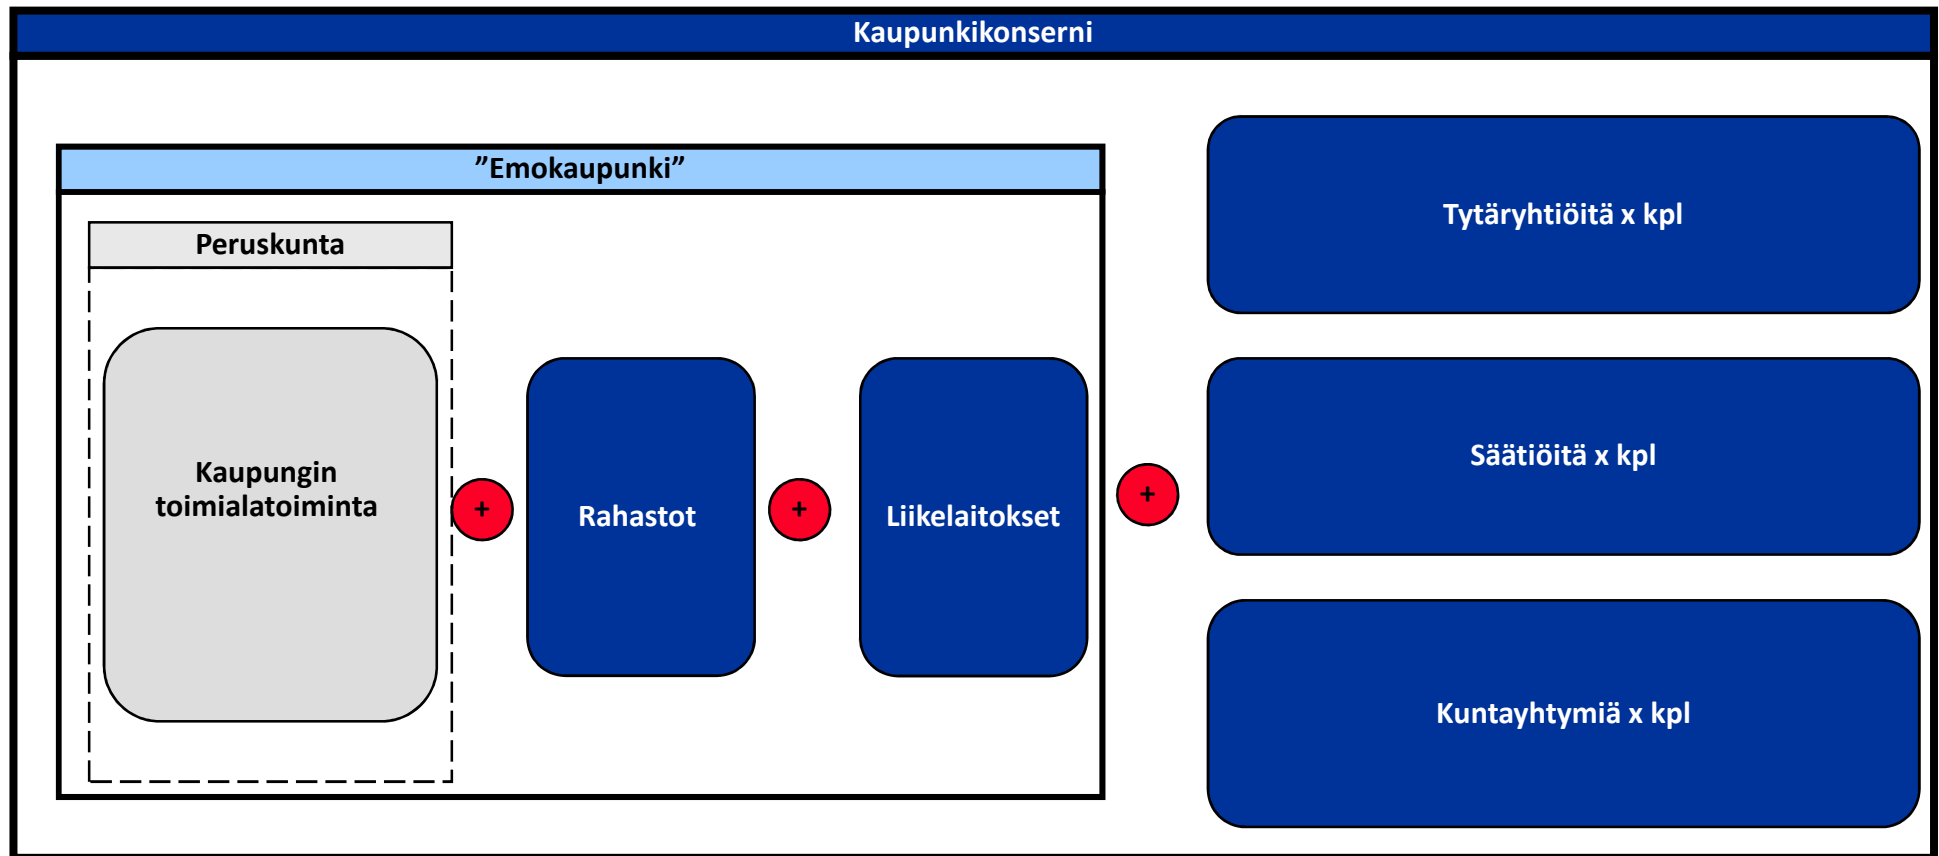 Kaupunkikonserni
”Emokaupunki”
Peruskunta
Kaupungin
toimialatoiminta
+
Rahastot
+
Liikelaitokset
+
Tytäryhtiöitä x kpl
Säätiöitä x kpl
Kuntayhtymiä x kpl